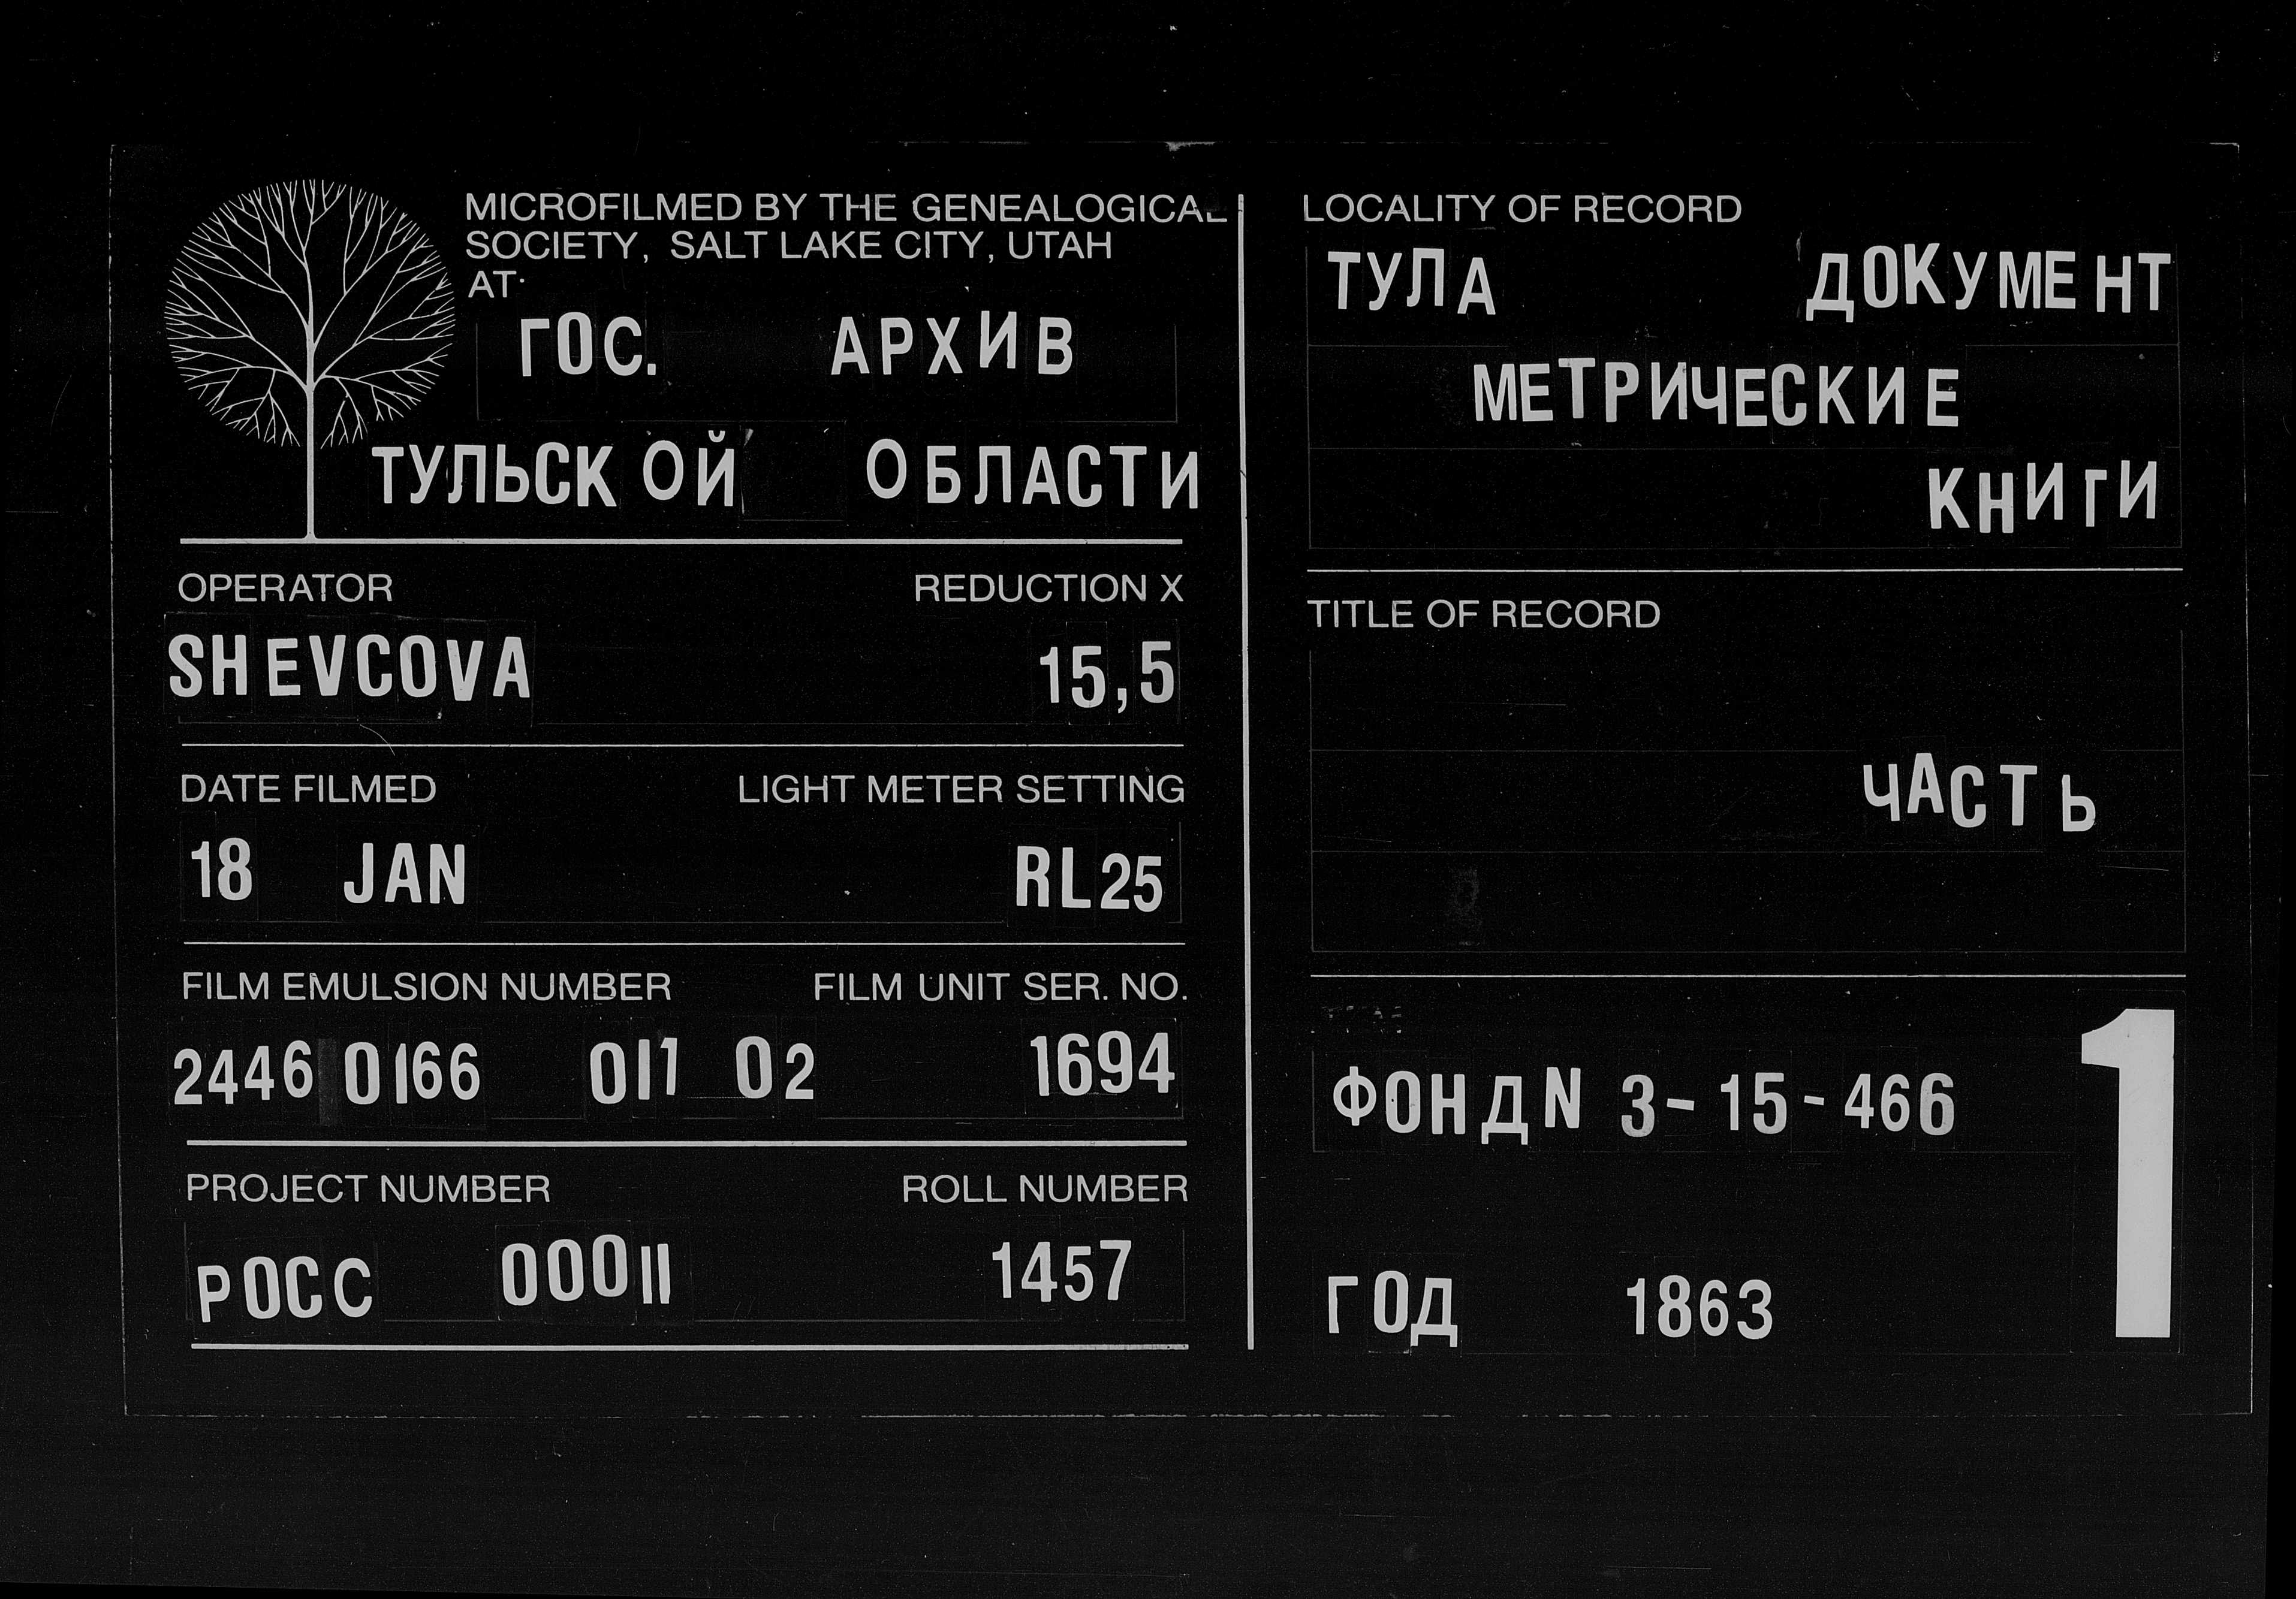 MICROFILMED BY THE GENEALOGICAL
SOCIETY, SALT LAKE CITY, UTAH
AT:
ГОС. АРХИВ
ТУЛЬСКОЙ ОБЛАСТИ
OPERATOR REDUCTION X
SHEVCOVA 15,5
DATE FILMED LIGHT METER SETTING
18 JAN RL25
FILM EMULSION NUMBER FILM UNIT SER. NO.
2446 0166 011 02 1694
PROJECT NUMBER ROLL NUMBER
РОСС 00011 1457
LOCALITY OF RECORD
ТУЛА ДОКУМЕНТ
МЕТРИЧЕСКИЕ
КНИГИ
TITLE OF RECORD
ЧАСТЬ
ФОНД N 3-15-466
1
ГОД 1863